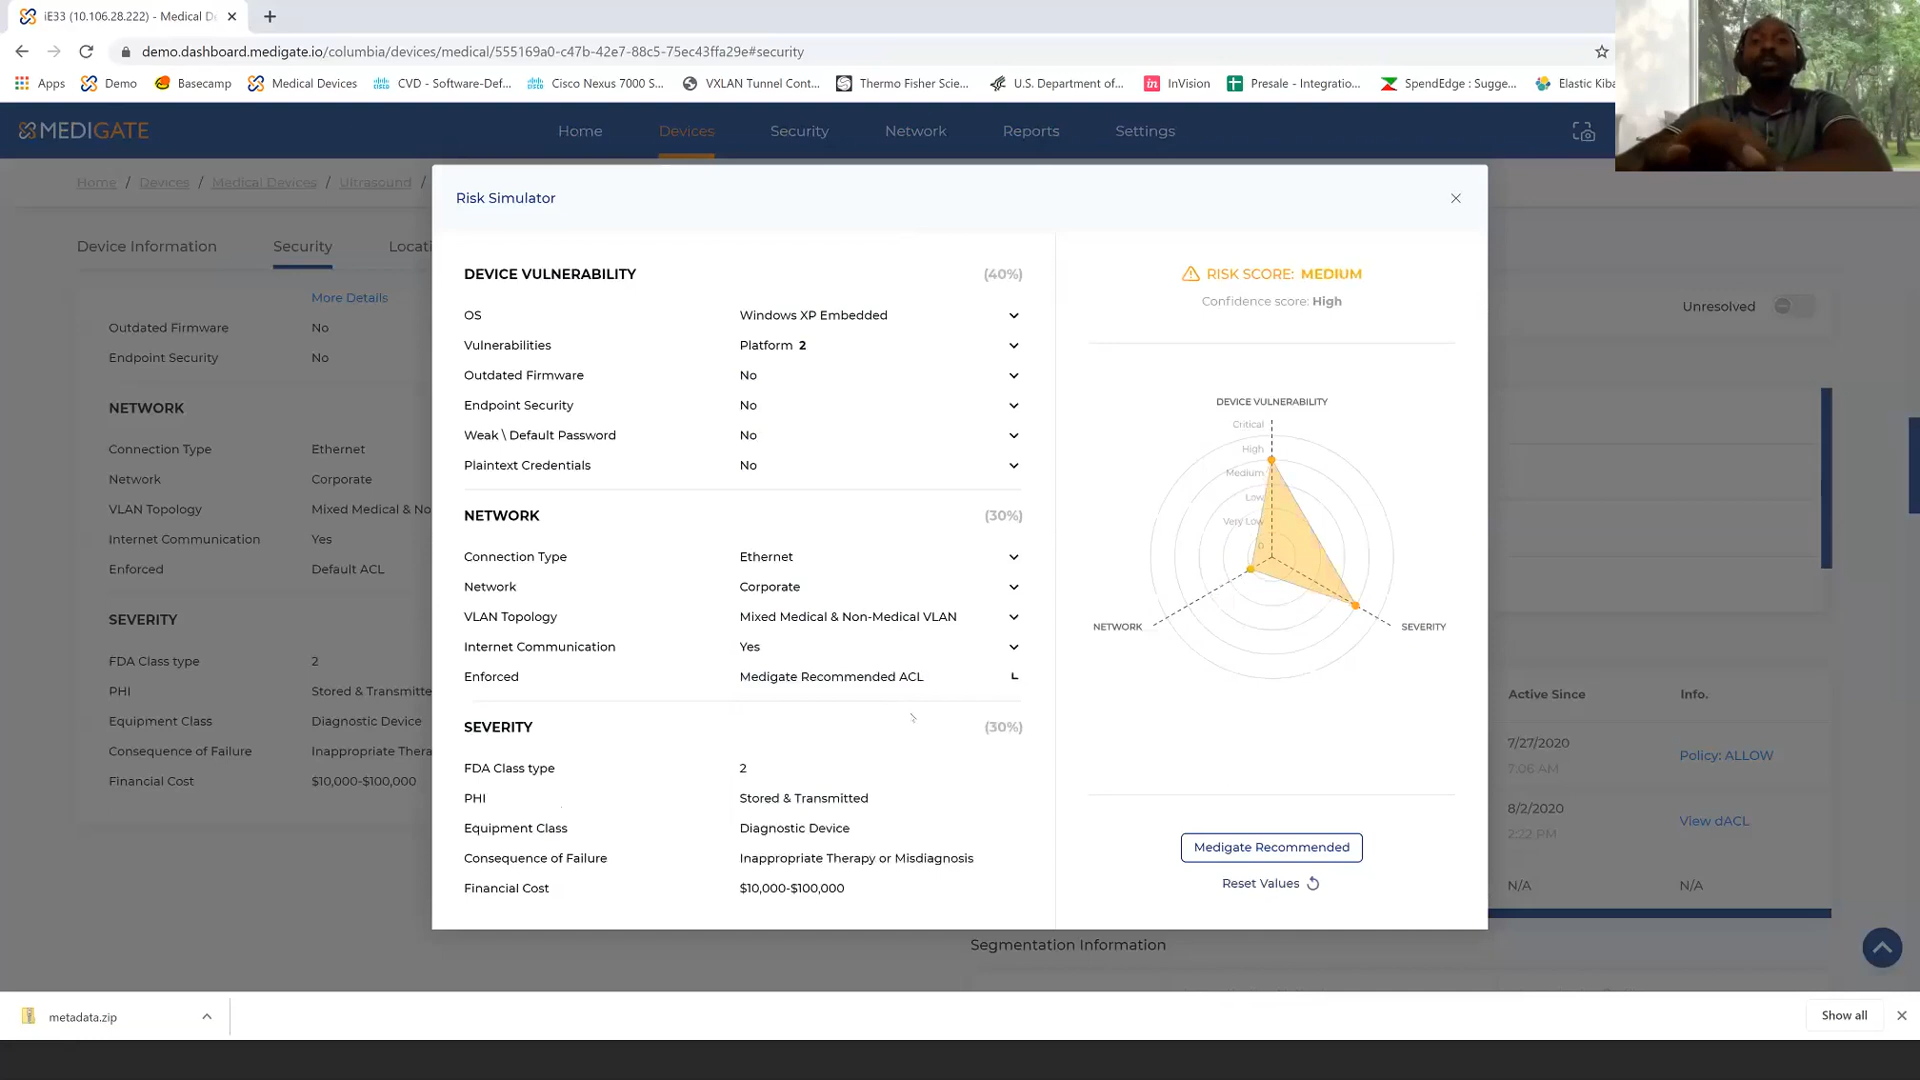 iE33 (10.106.28.222) - Medical De
demo.dashboard.medigate.io/columbia/devices/medical/555169a0-c47b-42e7-88c5-75ec43ffa29e#security
Apps Demo Basecamp Medical Devices CVD - Software-Def... Cisco Nexus 7000 S... VXLAN Tunnel Cont... Thermo Fisher Scie... U.S. Department of... InVision Presale - Integratio... SpendEdge : Sugge... Elastic Kiba
MEDIGATE Home Devices Security Network Reports Settings
Home / Devices / Medical Devices / Ultrasound /
Risk Simulator
Device Information Security Locati
More Details
Outdated Firmware No
Endpoint Security No
NETWORK
Connection Type Ethernet
Network Corporate
VLAN Topology Mixed Medical & No
Internet Communication Yes
Enforced Default ACL
SEVERITY
FDA Class type 2
PHI Stored & Transmitte
Equipment Class Diagnostic Device
Consequence of Failure Inappropriate Thera
Financial Cost $10,000-$100,000
DEVICE VULNERABILITY (40%)
OS Windows XP Embedded
Vulnerabilities Platform 2
Outdated Firmware No
Endpoint Security No
Weak \ Default Password No
Plaintext Credentials No
NETWORK (30%)
Connection Type Ethernet
Network Corporate
VLAN Topology Mixed Medical & Non-Medical VLAN
Internet Communication Yes
Enforced Medigate Recommended ACL
SEVERITY (30%)
FDA Class type 2
PHI Stored & Transmitted
Equipment Class Diagnostic Device
Consequence of Failure Inappropriate Therapy or Misdiagnosis
Financial Cost $10,000-$100,000
RISK SCORE: MEDIUM
Confidence score: High
DEVICE VULNERABILITY
Critical
High
Medium
Low
Very Low
0
NETWORK SEVERITY
Medigate Recommended
Reset Values
Unresolved
Active Since Info.
7/27/2020 Policy: ALLOW
7:06 AM
8/2/2020 View dACL
2:22 PM
N/A N/A
Segmentation Information
metadata.zip Show all